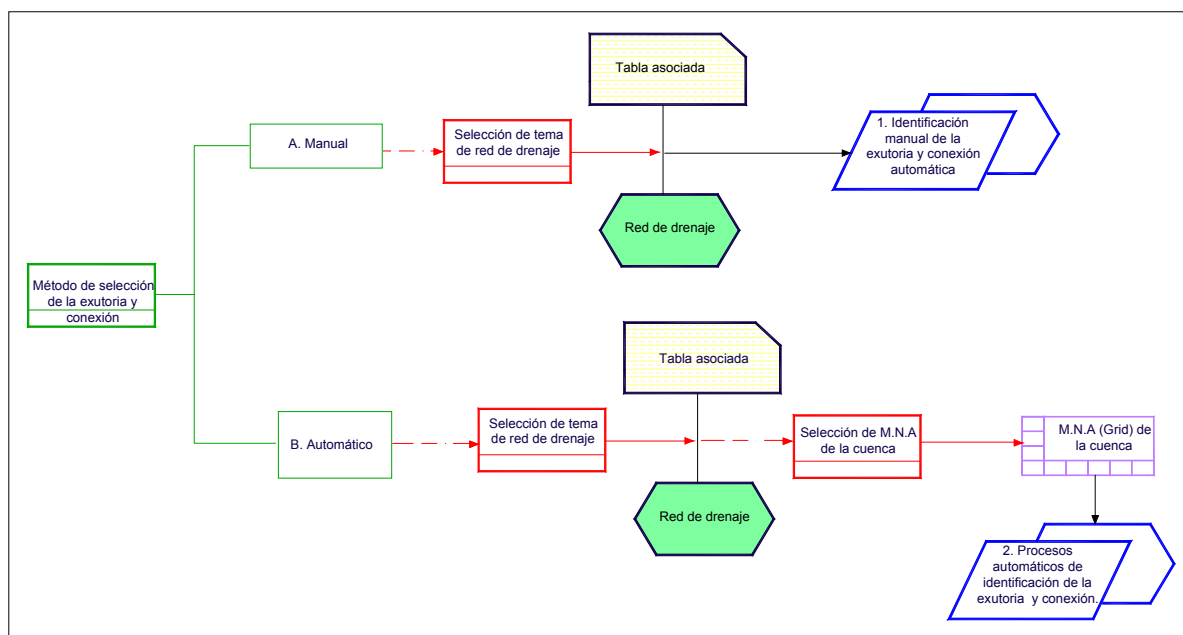 Tabla asociada
A. Manual
Selección de tema
de red de drenaje
1. Identificación
manual de la
exutoria y conexión
automática
Red de drenaje
Método de selección
de la exutoria y
conexión
Tabla asociada
B. Automático
Selección de tema
de red de drenaje
Selección de M.N.A
de la cuenca
M.N.A (Grid) de
la cuenca
Red de drenaje
2. Procesos
automáticos de
identificación de la
exutoria y conexión.